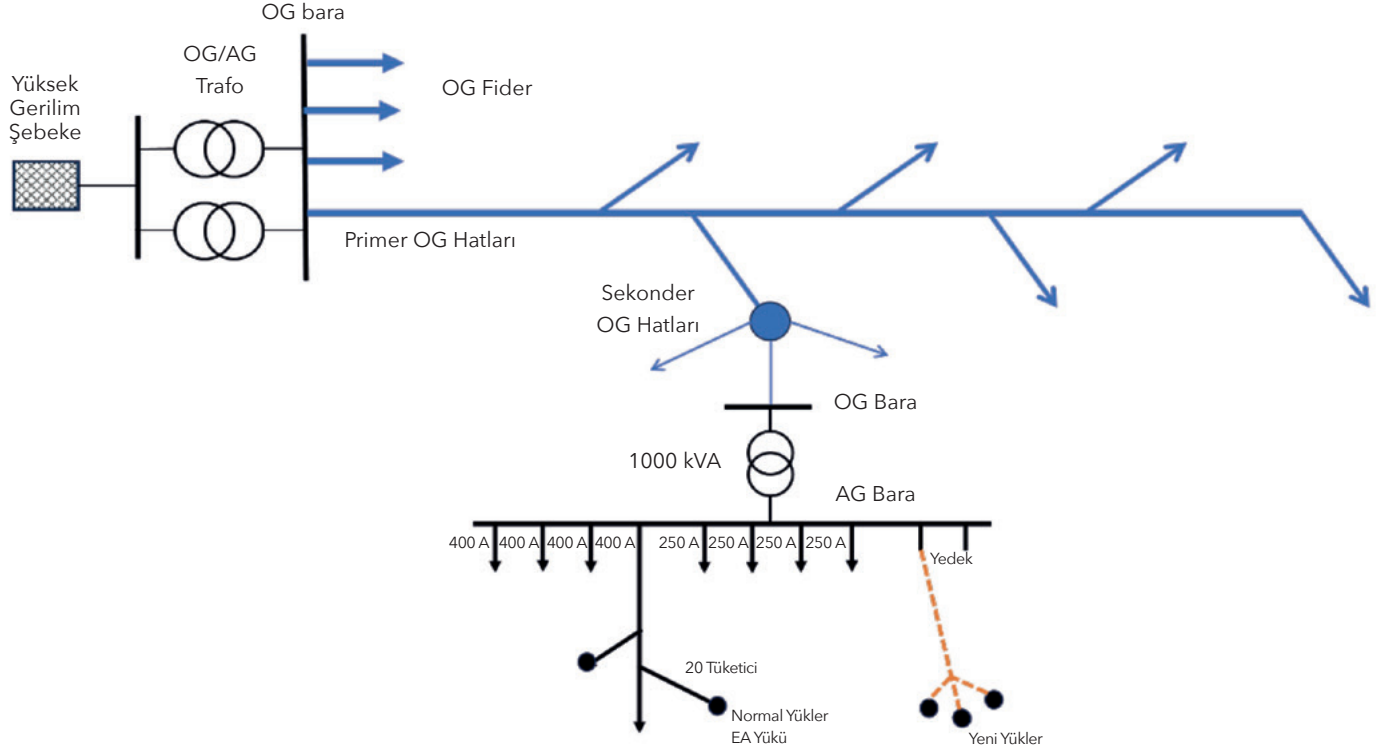 OG bara
OG/AG
Trafo
Yüksek
Gerilim
Şebeke
OG Fider
Primer OG Hatları
Sekonder
OG Hatları
OG Bara
1000 kVA
AG Bara
400 A 400 A 400 A 400 A 250 A 250 A 250 A 250 A
Yedek
20 Tüketici
Normal Yükler
EA Yükü
Yeni Yükler